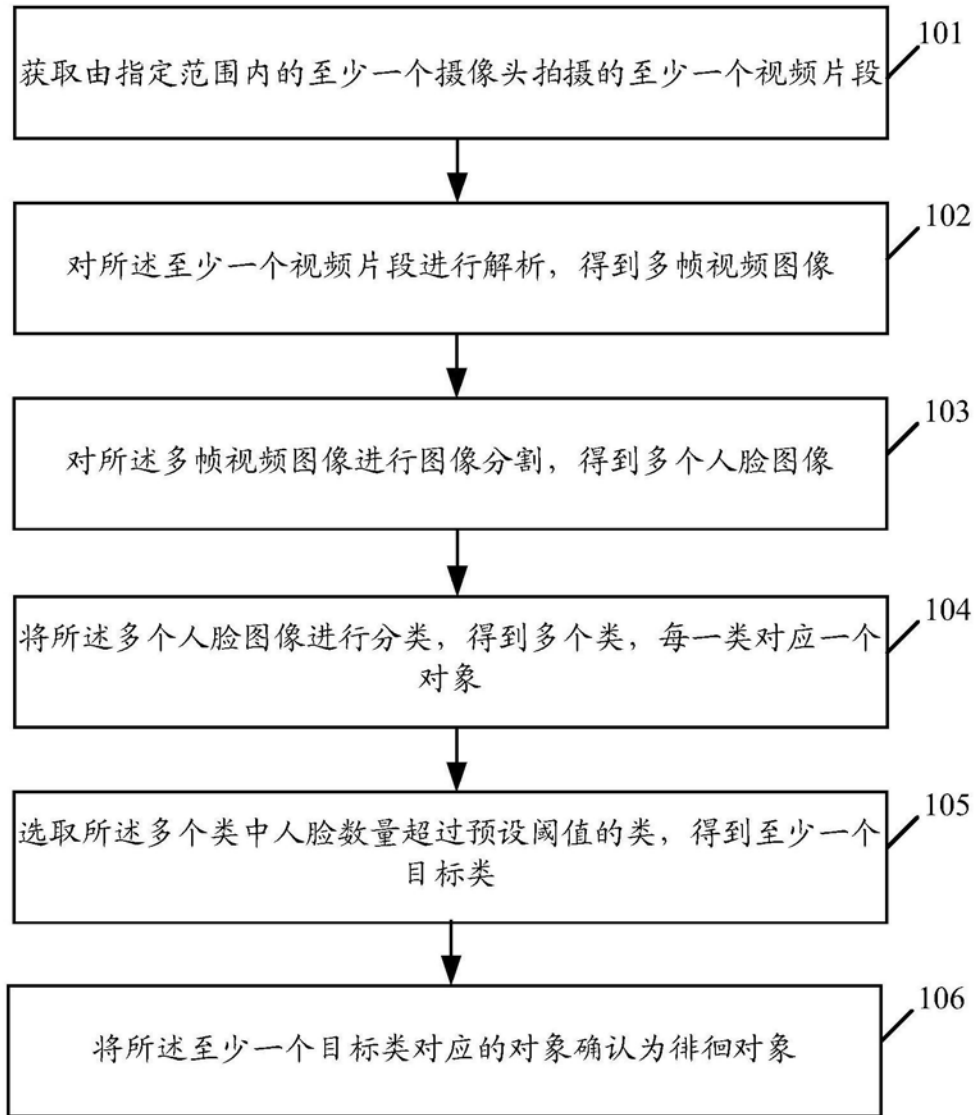 101
获取由指定范围内的至少一个摄像头拍摄的至少一个视频片段
102
对所述至少一个视频片段进行解析，得到多帧视频图像
103
对所述多帧视频图像进行图像分割，得到多个人脸图像
104
将所述多个人脸图像进行分类，得到多个类，每一类对应一个
对象
105
选取所述多个类中人脸数量超过预设阈值的类，得到至少一个
目标类
106
将所述至少一个目标类对应的对象确认为徘徊对象